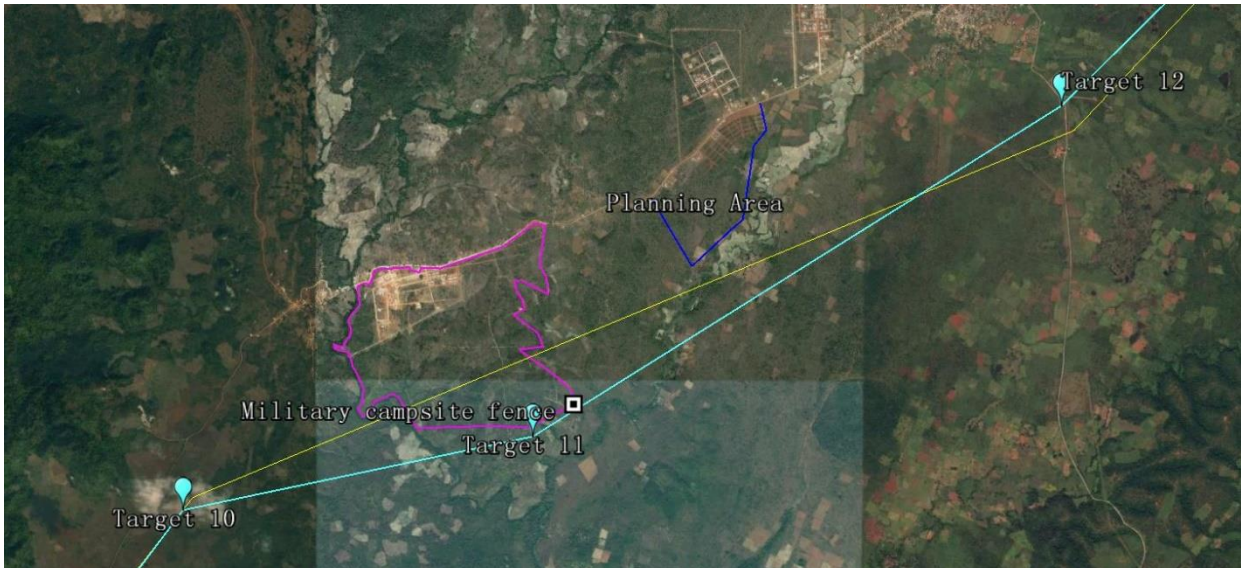 Target 12
Planning Area
Military campsite fence
Target 11
Target 10